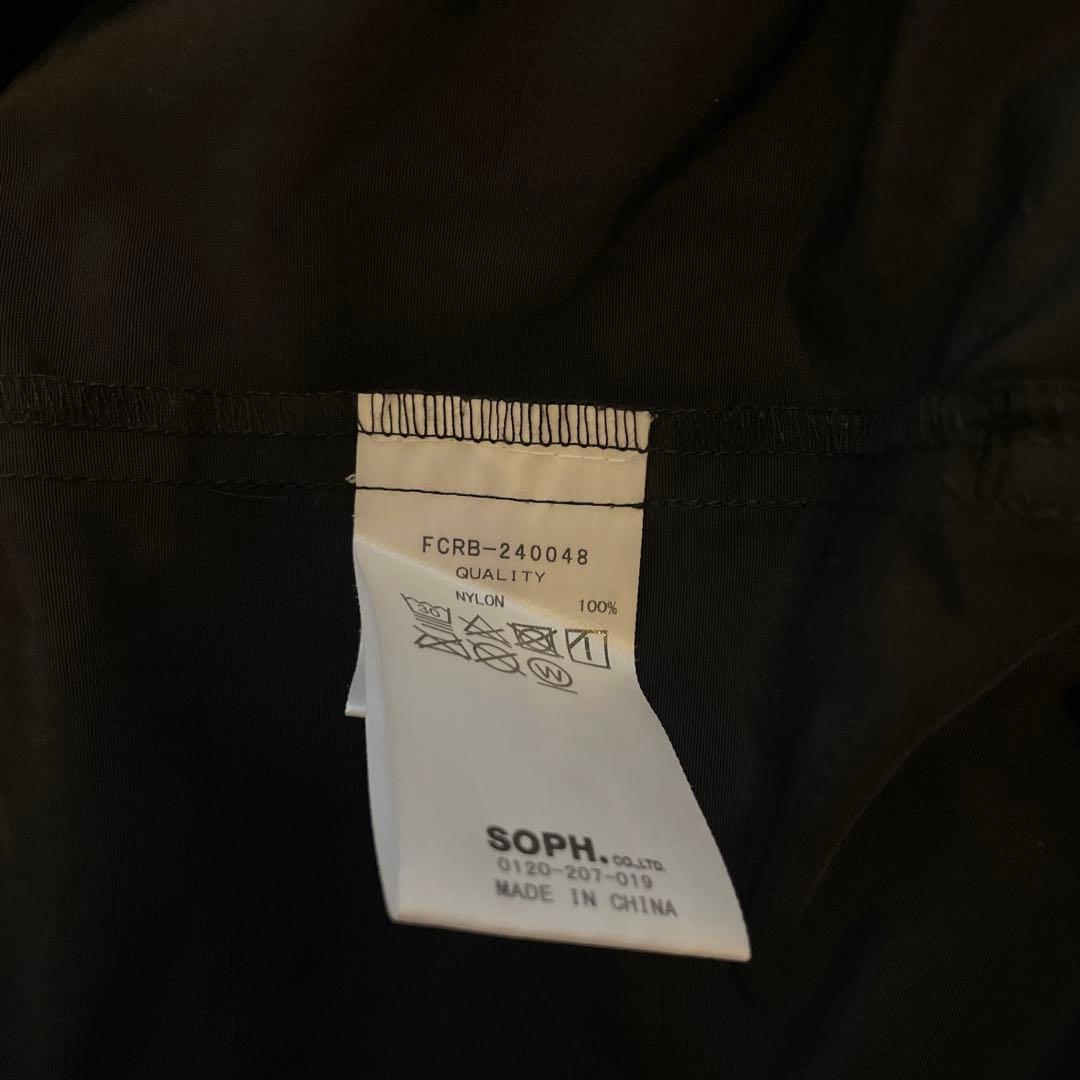 FCRB-240048
QUALITY
NYLON 100%
30
W
SOPH.CO.,LTD.
0120-207-019
MADE IN CHINA